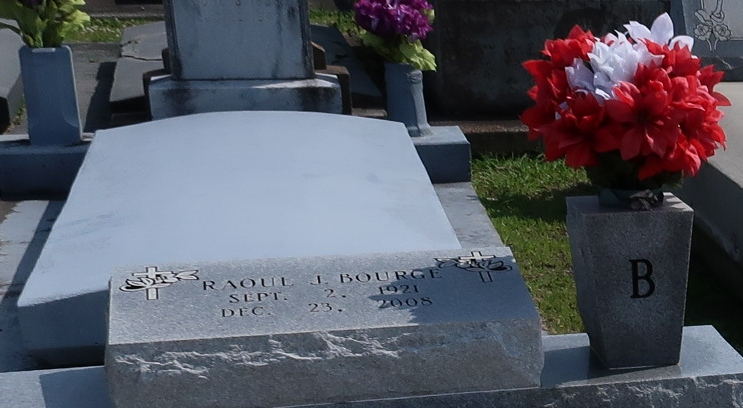 RAOUL J. BOURGE
SEPT. 2, 1921
DEC. 23, 2008
B